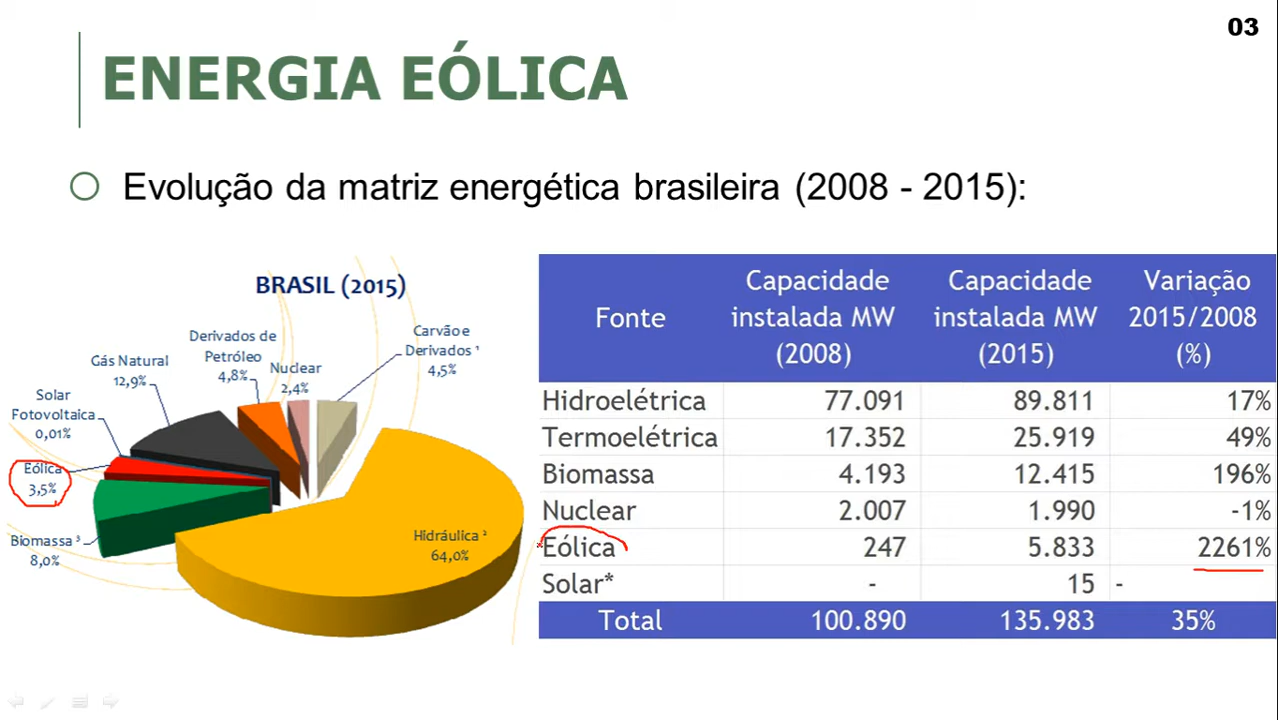 03
ENERGIA EÓLICA
Evolução da matriz energética brasileira (2008 - 2015):
BRASIL (2015)
Carvão e
Derivados ¹
4,5%
Derivados de
Petróleo
4,8%
Nuclear
2,4%
Gás Natural
12,9%
Solar
Fotovoltaica
0,01%
Eólica
3,5%
Biomassa ³
8,0%
Hidráulica ²
64,0%
Fonte
Capacidade
instalada MW
(2008)
Capacidade
instalada MW
(2015)
Variação
2015/2008
(%)
Hidroelétrica 77.091 89.811 17%
Termoelétrica 17.352 25.919 49%
Biomassa 4.193 12.415 196%
Nuclear 2.007 1.990 -1%
Eólica 247 5.833 2261%
Solar* - 15 -
Total 100.890 135.983 35%